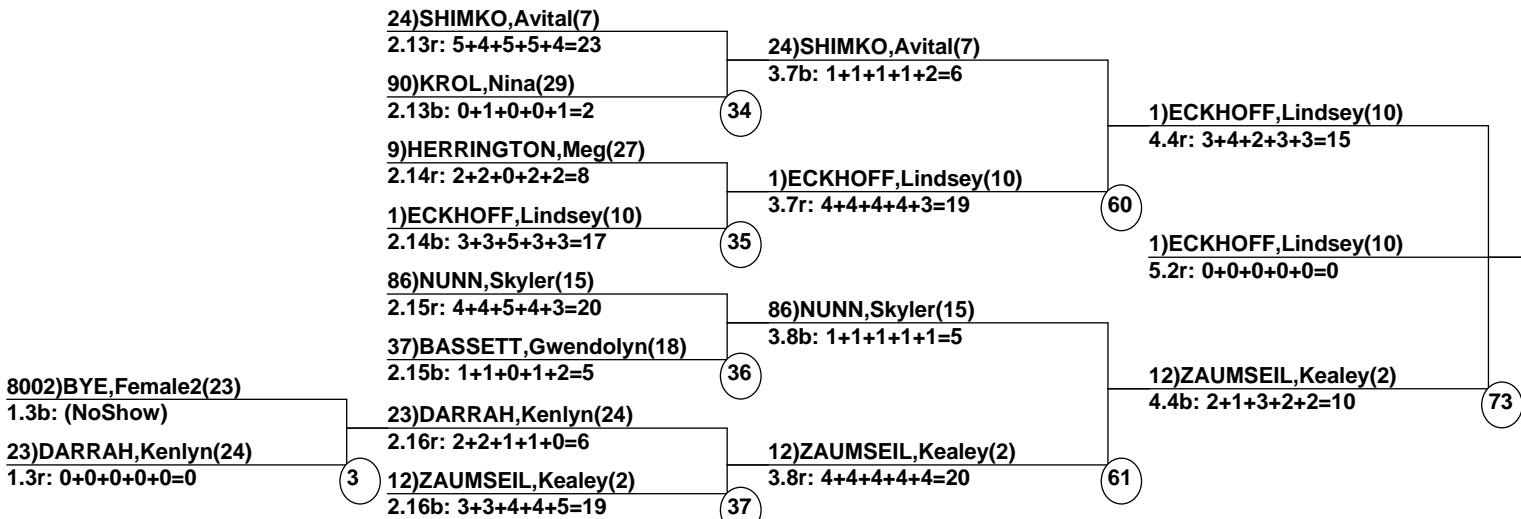 24)SHIMKO,Avital(7)
2.13r: 5+4+5+5+4=23
90)KROL,Nina(29)
2.13b: 0+1+0+0+1=2
34
9)HERRINGTON,Meg(27)
2.14r: 2+2+0+2+2=8
1)ECKHOFF,Lindsey(10)
2.14b: 3+3+5+3+3=17
35
86)NUNN,Skyler(15)
2.15r: 4+4+5+4+3=20
37)BASSETT,Gwendolyn(18)
2.15b: 1+1+0+1+2=5
36
8002)BYE,Female2(23)
1.3b: (NoShow)
23)DARRAH,Kenlyn(24)
1.3r: 0+0+0+0+0=0
3
23)DARRAH,Kenlyn(24)
2.16r: 2+2+1+1+0=6
12)ZAUMSEIL,Kealey(2)
2.16b: 3+3+4+4+5=19
37
24)SHIMKO,Avital(7)
3.7b: 1+1+1+1+2=6
1)ECKHOFF,Lindsey(10)
3.7r: 4+4+4+4+3=19
60
86)NUNN,Skyler(15)
3.8b: 1+1+1+1+1=5
12)ZAUMSEIL,Kealey(2)
3.8r: 4+4+4+4+4=20
61
1)ECKHOFF,Lindsey(10)
4.4r: 3+4+2+3+3=15
1)ECKHOFF,Lindsey(10)
5.2r: 0+0+0+0+0=0
12)ZAUMSEIL,Kealey(2)
4.4b: 2+1+3+2+2=10
73